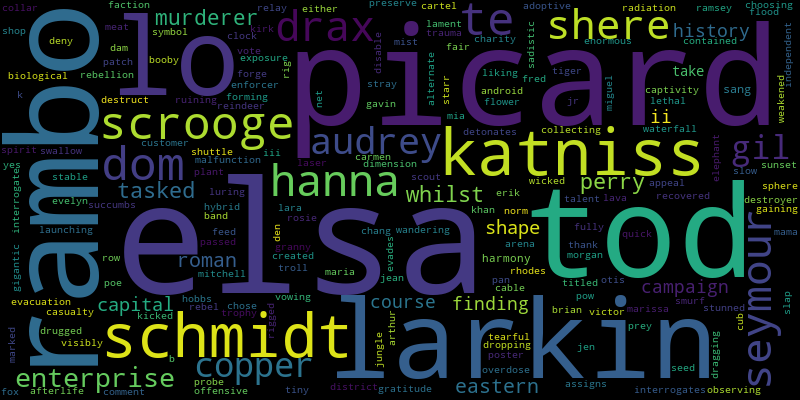 collar faction cartel relay either preserve adoptive radiation ramsey choosing
shop meat symbol murderer drax te shere enormous flood
deny dam patch clock kirk lament trauma charity history contained independent
biological rebellion booby vote exposure rig mist fair sadistic
rambo lo picard
k destruct forge enforcer disable alternate liking fred tiger take
ruining reindeer stray android captivity sang weakened
forming net gavin starr flower jr miguel lethal
scrooge mia collecting ii waterfall
yes customer audrey detonates katniss gil
spirit swallow shuttle iii carmen dimension elephant sunset
stable dom malfunction laser slow
interrogates plant hanna scout wicked perry appeal sphere
evelyn tasked luring whilst erik talent lava recovered destroyer
succumbs hybrid lara khan norm gaining
launching band rosie chang wandering shape fully quick mama
row passed feed den granny evades arena thank
elsa tod
gigantic roman created harmony morgan seymour
poe mitchell troll maria jean pan rhodes titled otis
evacuation capital hobbs chose vowing cable pow campaign slap
casualty rebel trophy course finding smurf
kicked larkin brian victor marissa stunned
drugged schmidt rigged arthur tearful prey cub
visibly jungle dropping jen dragging
marked b copper poster seed
enterprise probe district overdose eastern assigns
fox afterlife comment offensive tiny gratitude interrogates observing